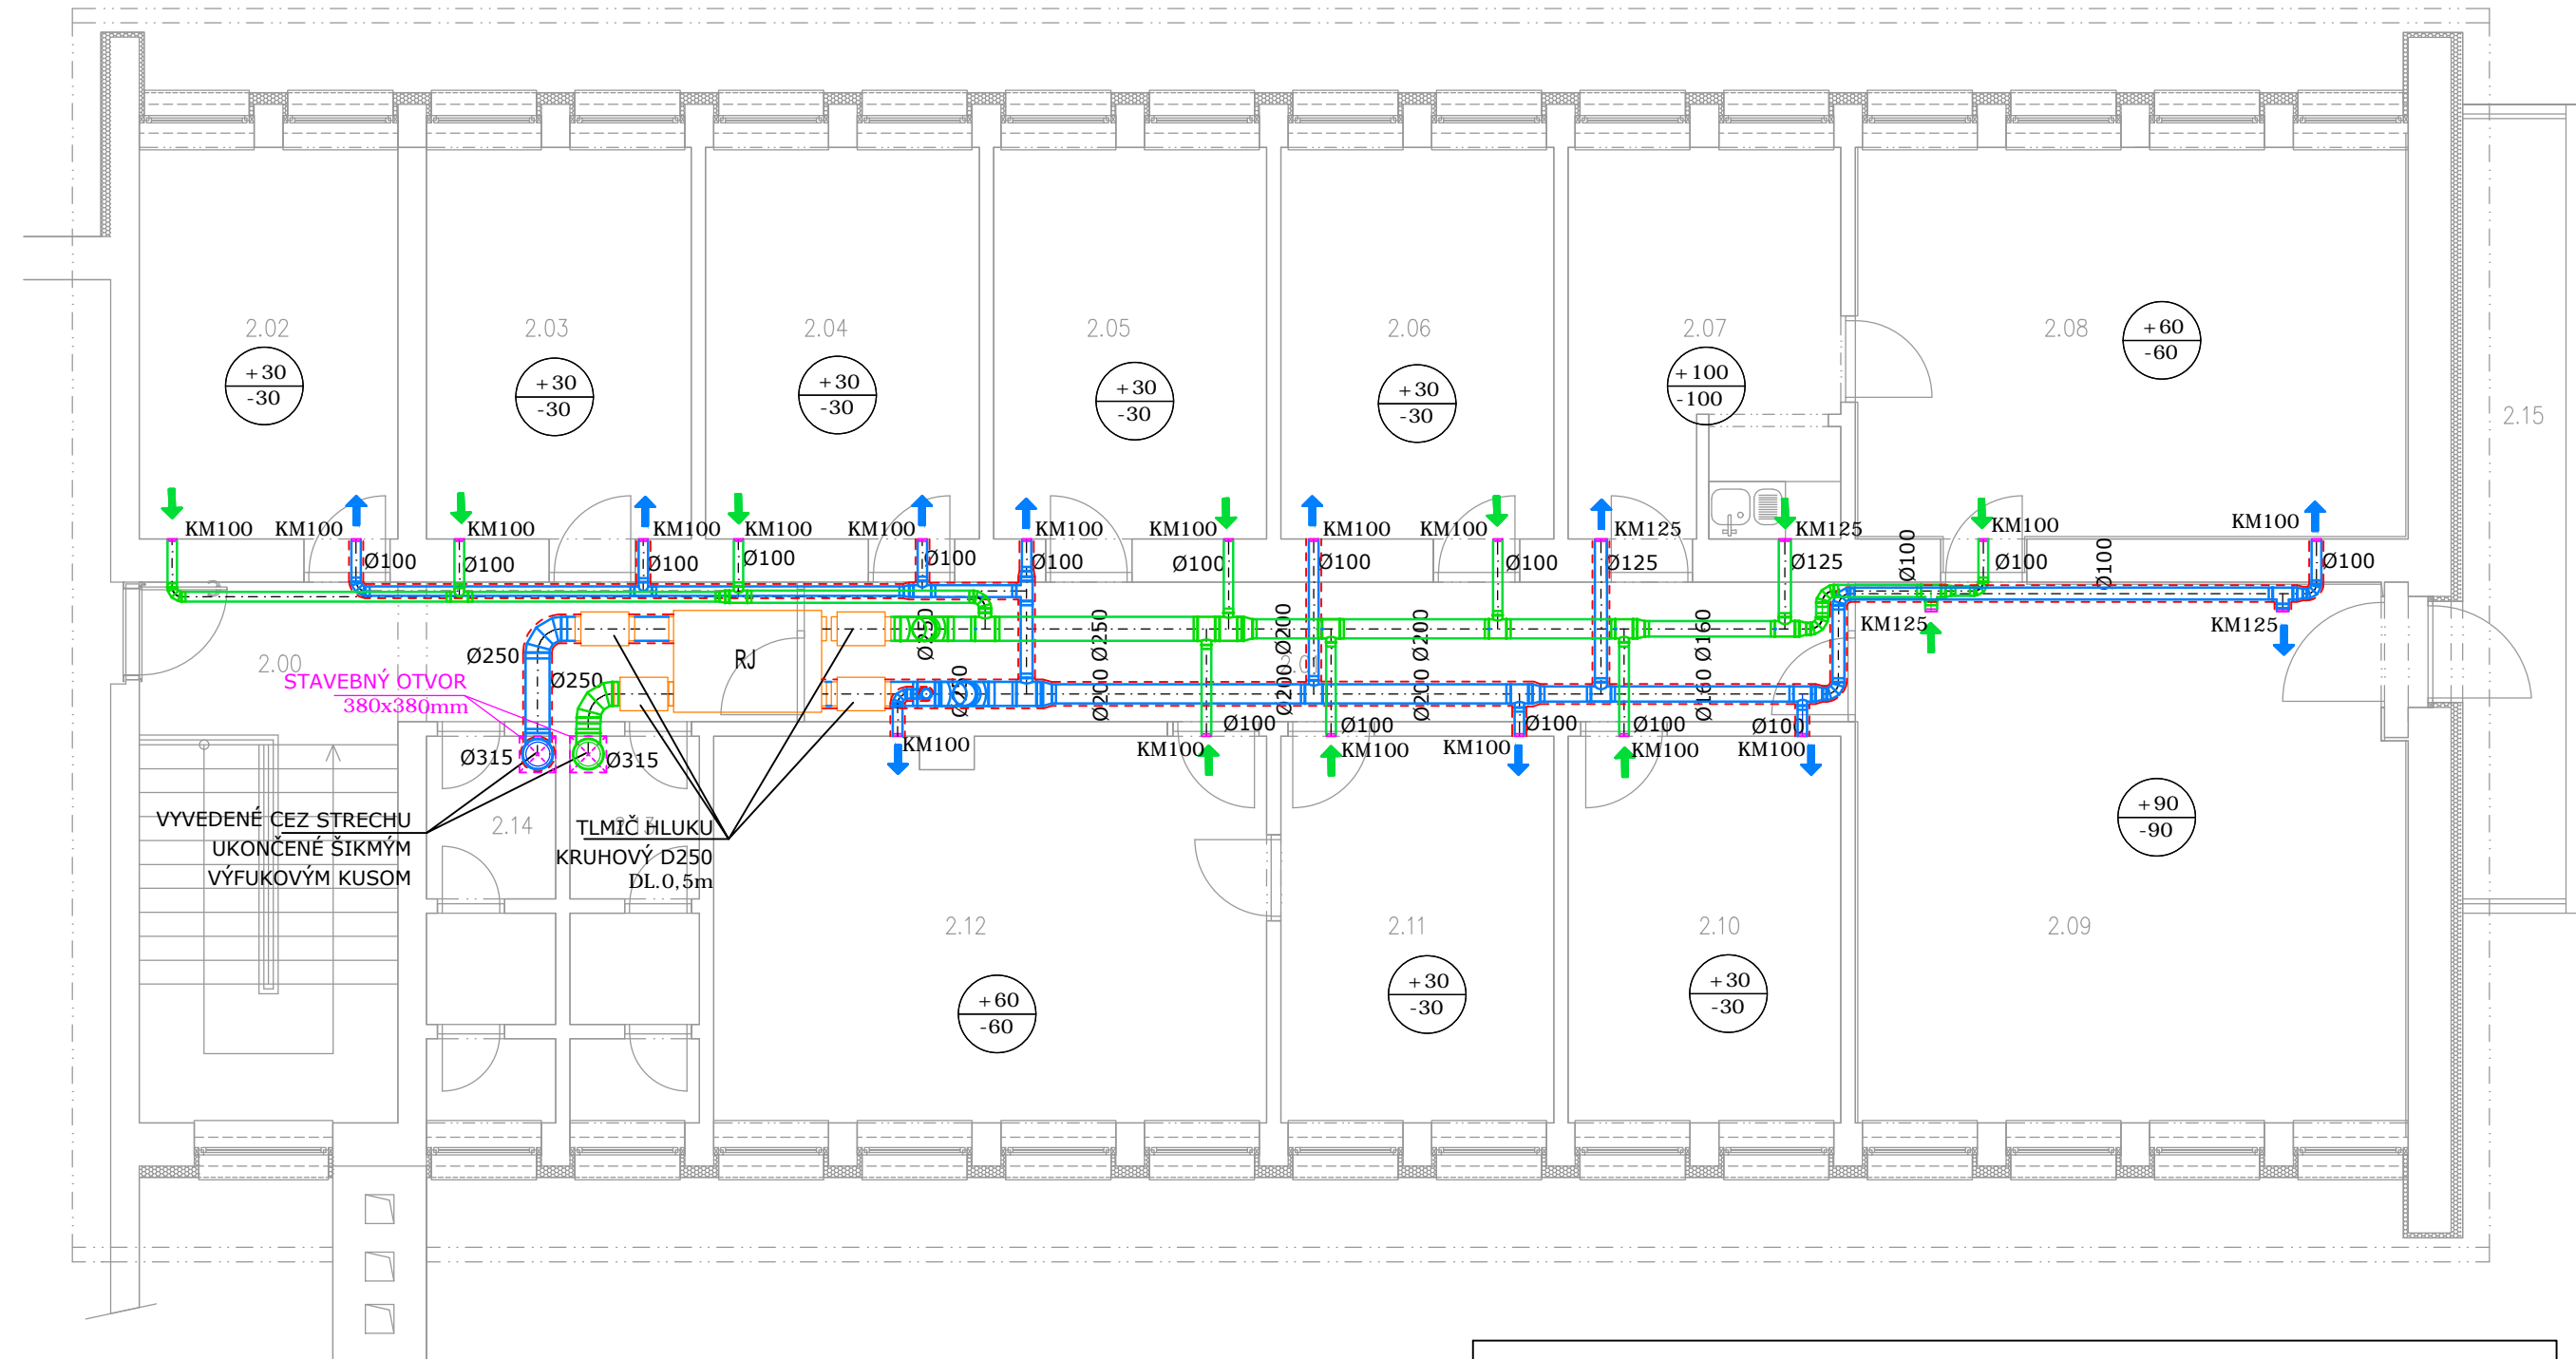 2.02
2.03
2.04
2.05
2.06
2.07
2.08
+30
-30
+30
-30
+30
-30
+30
-30
+30
-30
+100
-100
+60
-60
2.15
KM100
KM100
KM100
KM100
KM100
KM100
KM100
KM100
KM100
KM100
KM125
KM125
KM100
KM100
Ø100
Ø100
Ø100
Ø100
Ø100
Ø100
Ø100
Ø100
Ø100
Ø125
Ø125
Ø100
Ø100
Ø100
Ø100
KM125
KM125
2.00
Ø250
Ø250
RJ
Ø250
Ø250
Ø250
Ø200
Ø200
Ø200
Ø200
Ø200
Ø160
Ø160
STAVEBNÝ OTVOR
380x380mm
Ø315
Ø315
KM100
Ø100
KM100
Ø100
KM100
Ø100
KM100
Ø100
KM100
Ø100
KM100
VYVEDENÉ CEZ STRECHU
UKONČENÉ ŠIKMÝM
VÝFUKOVÝM KUSOM
2.14
TLMIČ HLUKU
KRUHOVÝ D250
DL.0,5m
+90
-90
2.12
2.11
2.10
2.09
+60
-60
+30
-30
+30
-30